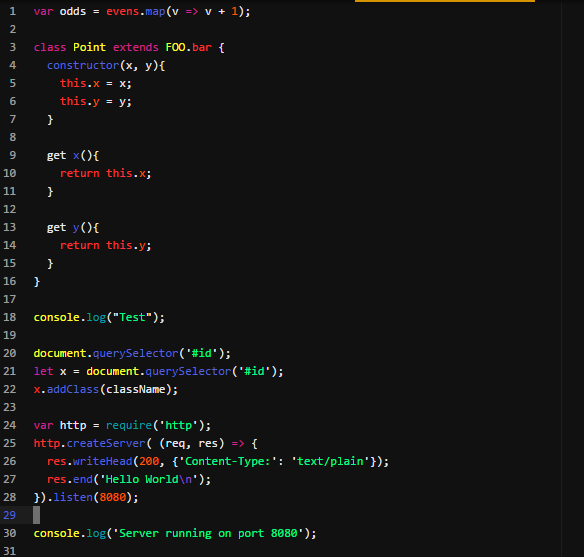 1 var odds = evens.map(v => v + 1);
2
3 class Point extends FOO.bar {
4   constructor(x, y){
5     this.x = x;
6     this.y = y;
7   }
8
9   get x(){
10     return this.x;
11   }
12
13   get y(){
14     return this.y;
15   }
16 }
17
18 console.log("Test");
19
20 document.querySelector('#id');
21 let x = document.querySelector('#id');
22 x.addClass(className);
23
24 var http = require('http');
25 http.createServer( (req, res) => {
26   res.writeHead(200, {'Content-Type:': 'text/plain'});
27   res.end('Hello World\n');
28 }).listen(8080);
29
30 console.log('Server running on port 8080');
31